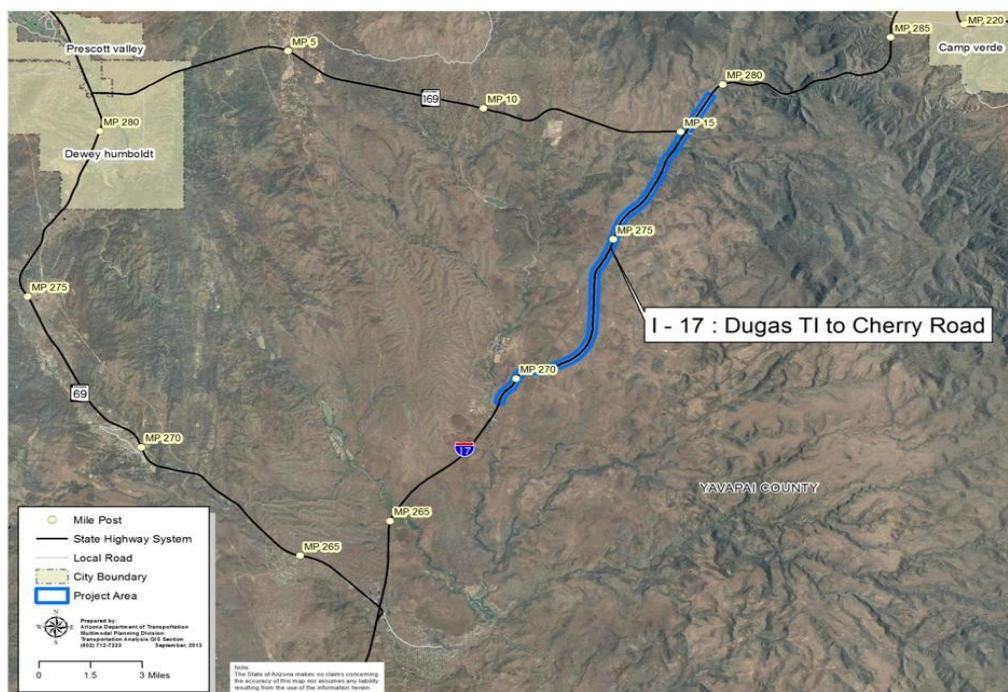 Prescott valley
MP 5
MP 285
MP 220
Camp verde
MP 280
169
MP 10
MP 280
MP 15
Dewey humboldt
MP 275
MP 275
I - 17 : Dugas TI to Cherry Road
MP 270
69
MP 270
17
YAVAPAI COUNTY
MP 265
MP 265
Mile Post
State Highway System
Local Road
City Boundary
Project Area
N
W E
S
Prepared by:
Arizona Department of Transportation
Multimodal Planning Division
Transportation Analysis GIS Section
(602) 712-7333 September, 2013
0 1.5 3 Miles
Note
The State of Arizona makes no claims concerning
the accuracy of this map nor assumes any liability
resulting from the use of the information herein.